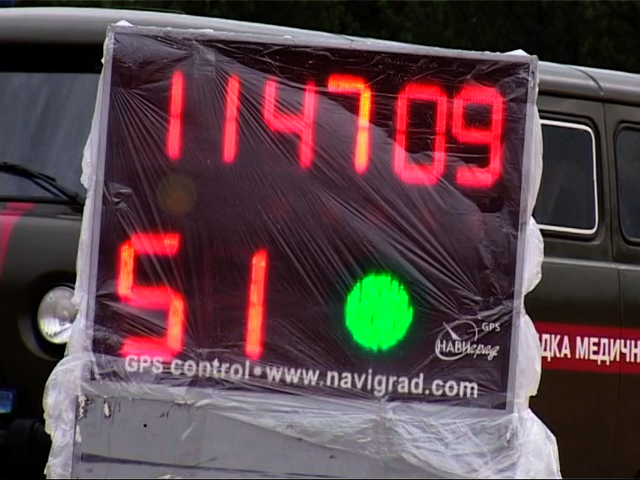 114709
51
GPS
НАВИград
GPS control • www.navigrad.com
ДКА МЕДИЧН